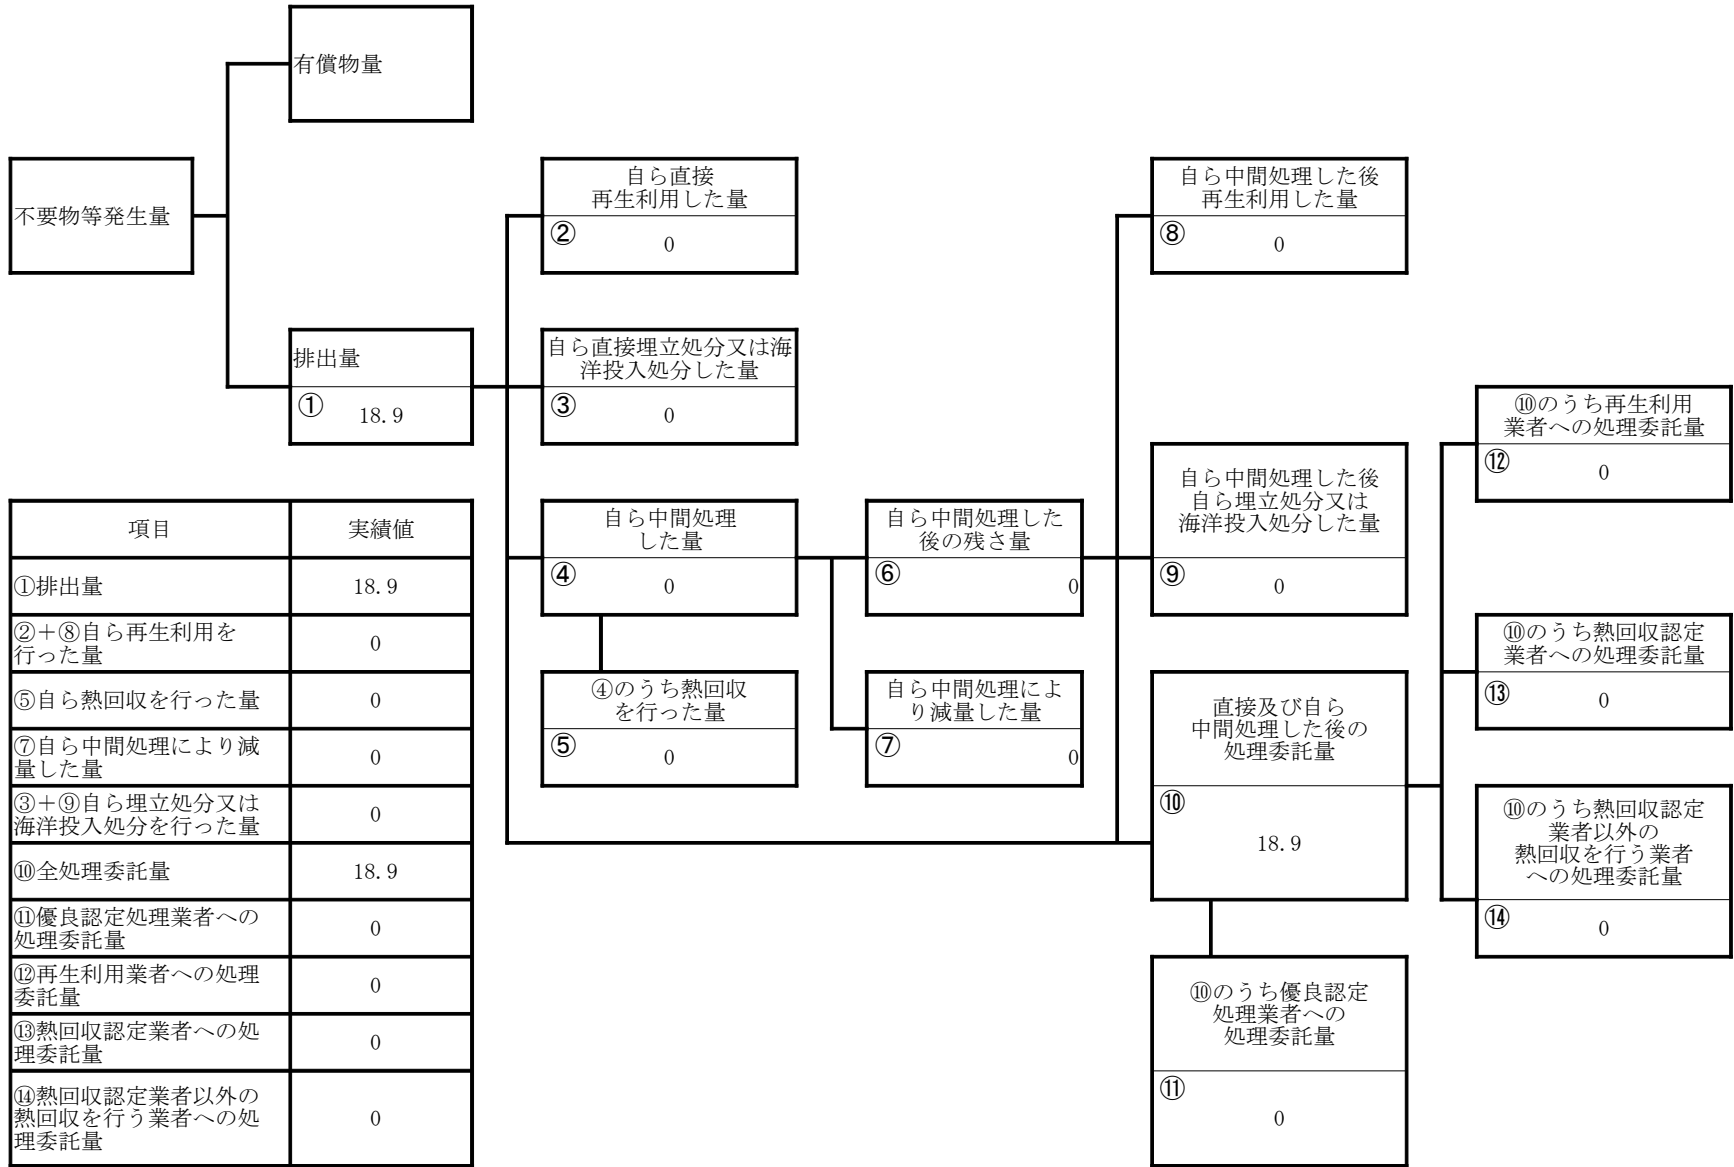 有償物量
不要物等発生量
排出量
① 18.9
自ら直接
再生利用した量
② 0
自ら直接埋立処分又は海
洋投入処分した量
③ 0
自ら中間処理
した量
④ 0
④のうち熱回収
を行った量
⑤ 0
自ら中間処理した
後の残さ量
⑥ 0
自ら中間処理によ
り減量した量
⑦ 0
自ら中間処理した後
再生利用した量
⑧ 0
自ら中間処理した後
自ら埋立処分又は
海洋投入処分した量
⑨ 0
直接及び自ら
中間処理した後の
処理委託量
⑩
18.9
⑩のうち優良認定
処理業者への
処理委託量
⑪
0
⑩のうち再生利用
業者への処理委託量
⑫ 0
⑩のうち熱回収認定
業者への処理委託量
⑬ 0
⑩のうち熱回収認定
業者以外の
熱回収を行う業者
への処理委託量
⑭ 0
項目 実績値
①排出量 18.9
②+⑧自ら再生利用を
行った量 0
⑤自ら熱回収を行った量 0
⑦自ら中間処理により減
量した量 0
③+⑨自ら埋立処分又は
海洋投入処分を行った量 0
⑩全処理委託量 18.9
⑪優良認定処理業者への
処理委託量 0
⑫再生利用業者への処理
委託量 0
⑬熱回収認定業者への処
理委託量 0
⑭熱回収認定業者以外の
熱回収を行う業者への処
理委託量 0